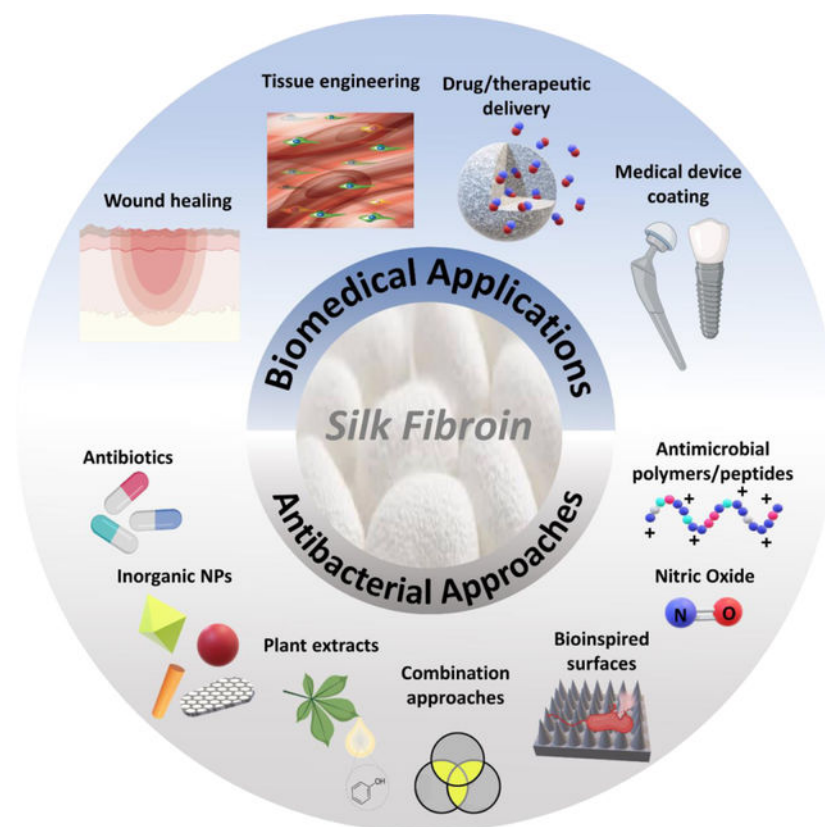 Tissue engineering
Drug/therapeutic
delivery
Wound healing
Medical device
coating
Biomedical Applications
Silk Fibroin
Antibacterial Approaches
Antibiotics
Antimicrobial
polymers/peptides
+ + +
+ + +
Inorganic NPs
Nitric Oxide
N O
Plant extracts
Bioinspired
surfaces
Combination
approaches
OH